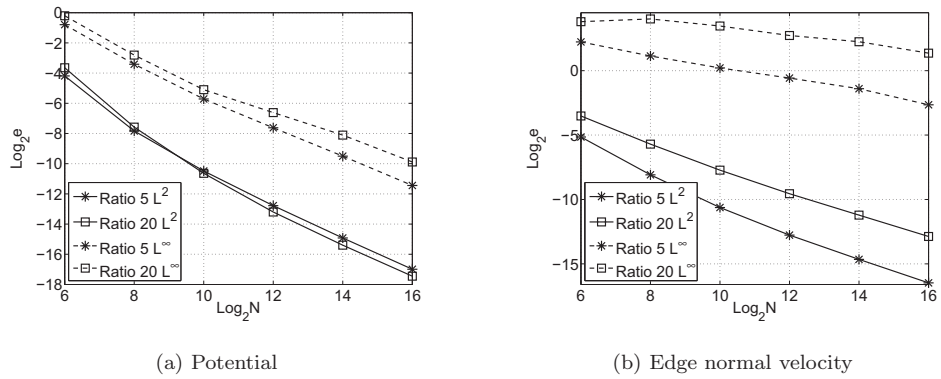 0
−2
−4
−6
−8
−10
−12
−14
−16
−18
Log₂e
Ratio 5 L²
Ratio 20 L²
Ratio 5 L∞
Ratio 20 L∞
6 8 10 12 14 16
Log₂N
(a) Potential
0
−5
−10
−15
Log₂e
Ratio 5 L²
Ratio 20 L²
Ratio 5 L∞
Ratio 20 L∞
6 8 10 12 14 16
Log₂N
(b) Edge normal velocity